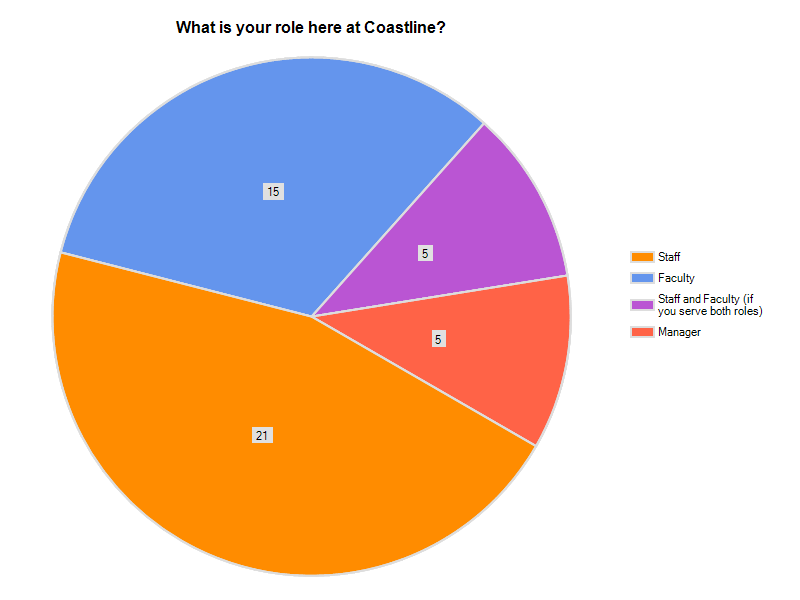 What is your role here at Coastline?
15
5
5
21
Staff
Faculty
Staff and Faculty (if
you serve both roles)
Manager